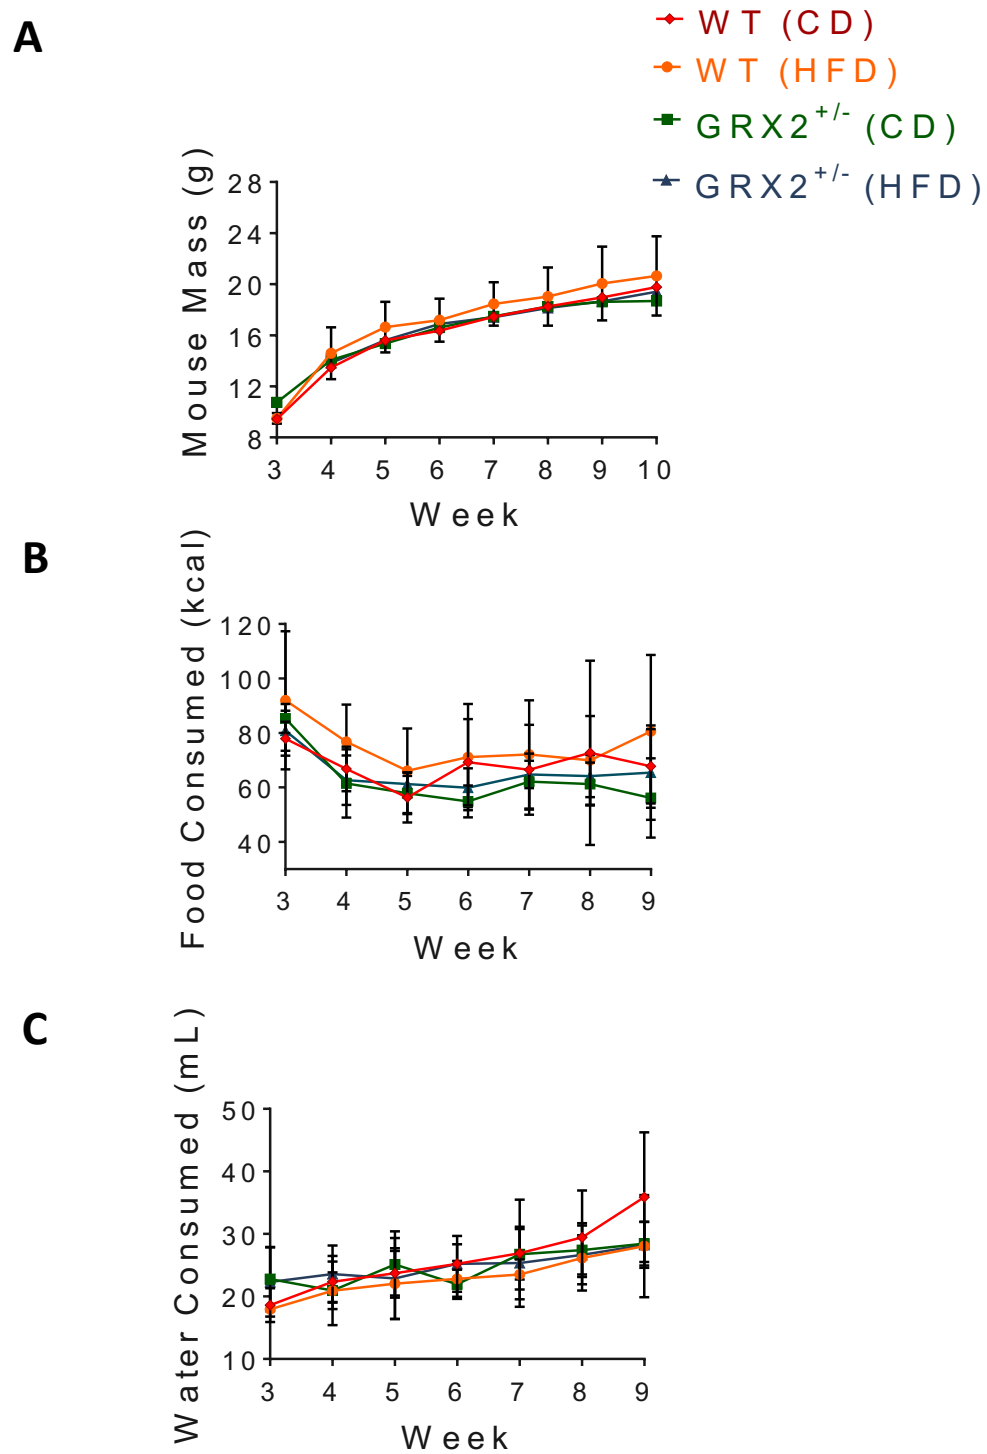 A
WT (CD)
WT (HFD)
GRX2+/- (CD)
GRX2+/- (HFD)
Mouse Mass (g)
28
24
20
16
12
8
3 4 5 6 7 8 9 10
Week
B
Food Consumed (kcal)
120
100
80
60
40
3 4 5 6 7 8 9
Week
C
Water Consumed (mL)
50
40
30
20
10
3 4 5 6 7 8 9
Week